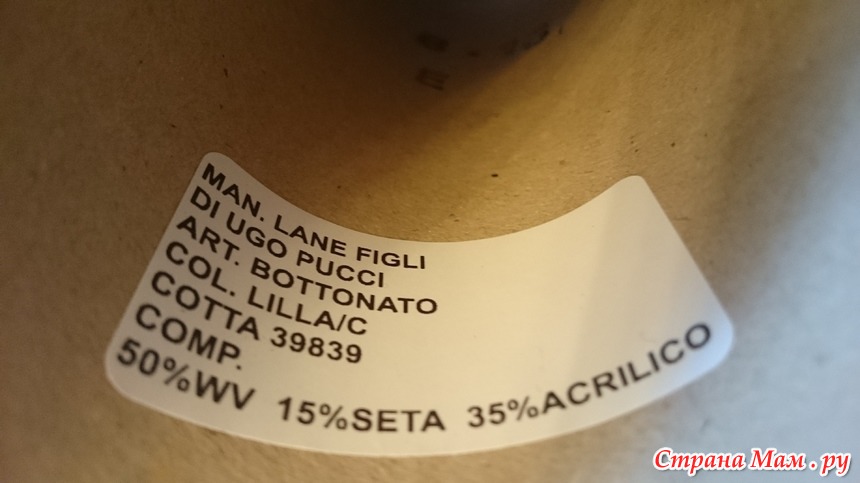 MAN. LANE FIGLI
DI UGO PUCCI
ART. BOTTONATO
COL. LILLA/C
COTTA 39839
COMP.
50%WV 15%SETA 35%ACRILICO
Страна Мам.ру